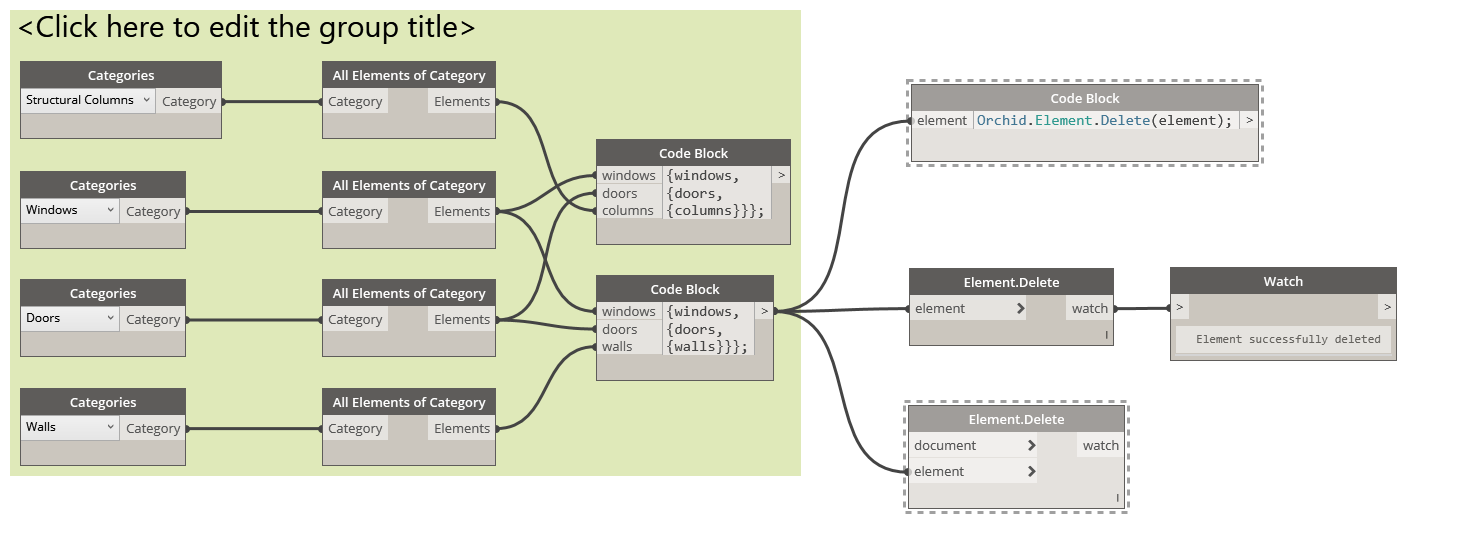 <Click here to edit the group title>
Categories
Structural Columns
Category
All Elements of Category
Category
Elements
Categories
Windows
Category
All Elements of Category
Category
Elements
Categories
Doors
Category
All Elements of Category
Category
Elements
Categories
Walls
Category
All Elements of Category
Category
Elements
Code Block
windows {windows, >
doors {doors,
columns {columns}}};
Code Block
windows {windows, >
doors {doors,
walls {walls}}};
Code Block
element Orchid.Element.Delete(element); >
Element.Delete
element > watch
l
Watch
> >
Element successfully deleted
Element.Delete
document > watch
element >
l